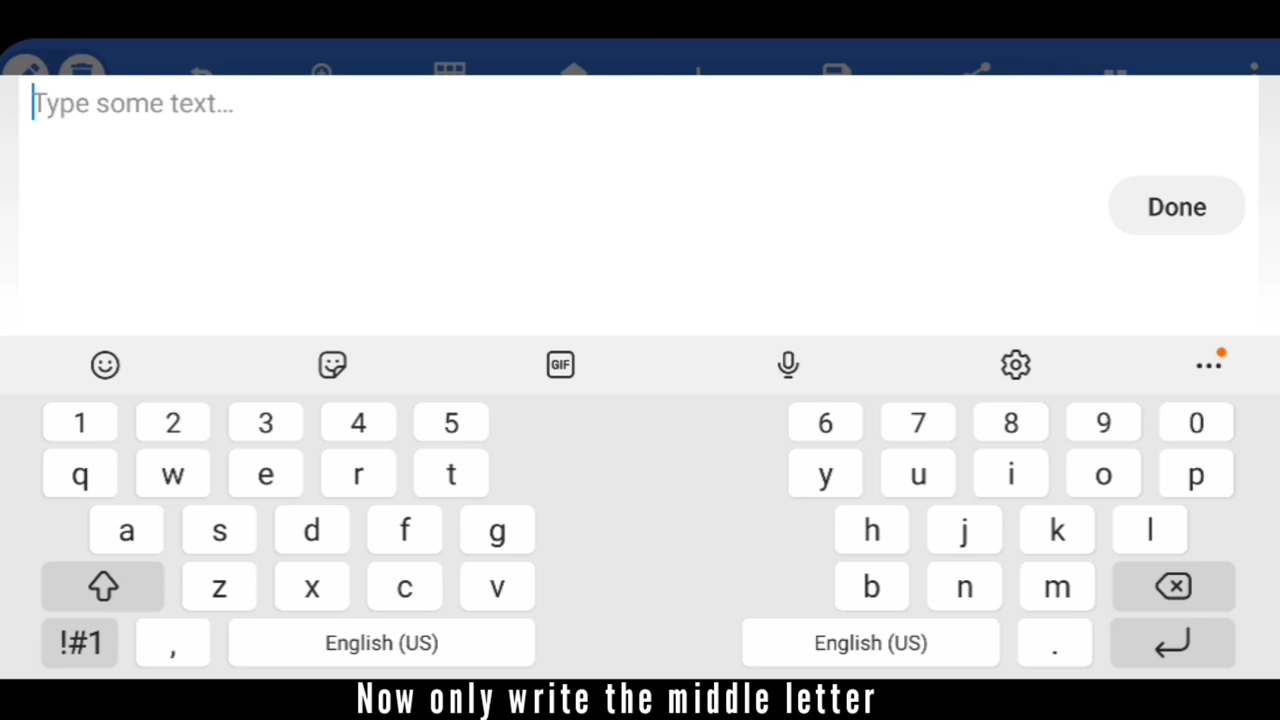 Type some text...
Done
GIF
1 2 3 4 5 6 7 8 9 0
q w e r t y u i o p
a s d f g h j k l
z x c v b n m
!#1 , English (US) English (US) .
Now only write the middle letter